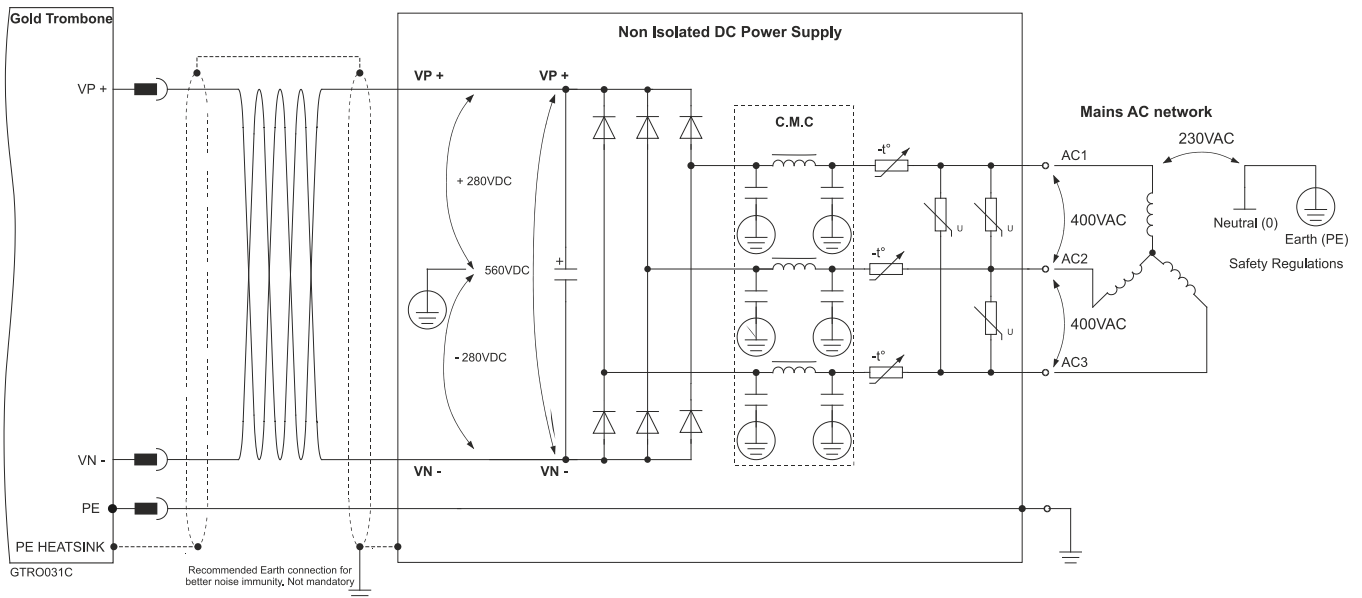 Gold Trombone
Non Isolated DC Power Supply
VP +
VP +
VP +
C.M.C
Mains AC network
230VAC
-t°
AC1
+ 280VDC
400VAC
U
U
Neutral (0)
Earth (PE)
Safety Regulations
-t°
AC2
560VDC
+
400VAC
U
- 280VDC
-t°
AC3
VN -
VN -
VN -
PE
PE HEATSINK
GTRO031C
Recommended Earth connection for
better noise immunity. Not mandatory